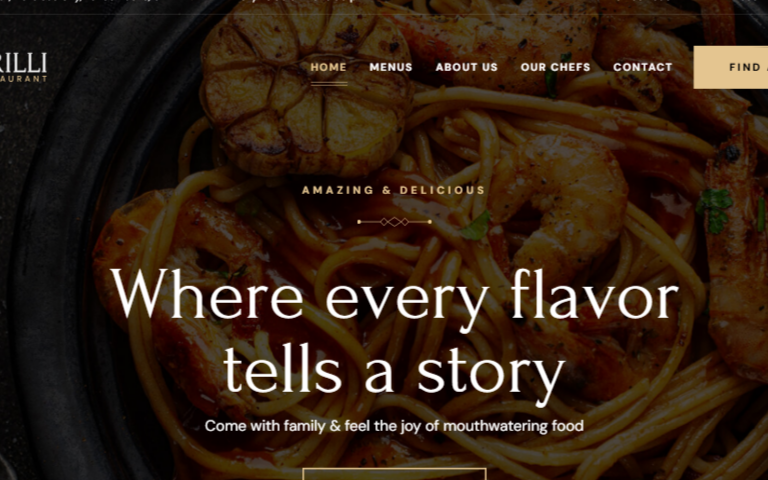 RILLI
AURANT
HOME
MENUS
ABOUT US
OUR CHEFS
CONTACT
FIND
AMAZING & DELICIOUS
Where every flavor
tells a story
Come with family & feel the joy of mouthwatering food